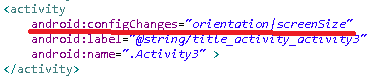 <activity
android:configChanges="orientation|screenSize"
android:label="@string/title_activity_activity3"
android:name=".Activity3" >
</activity>